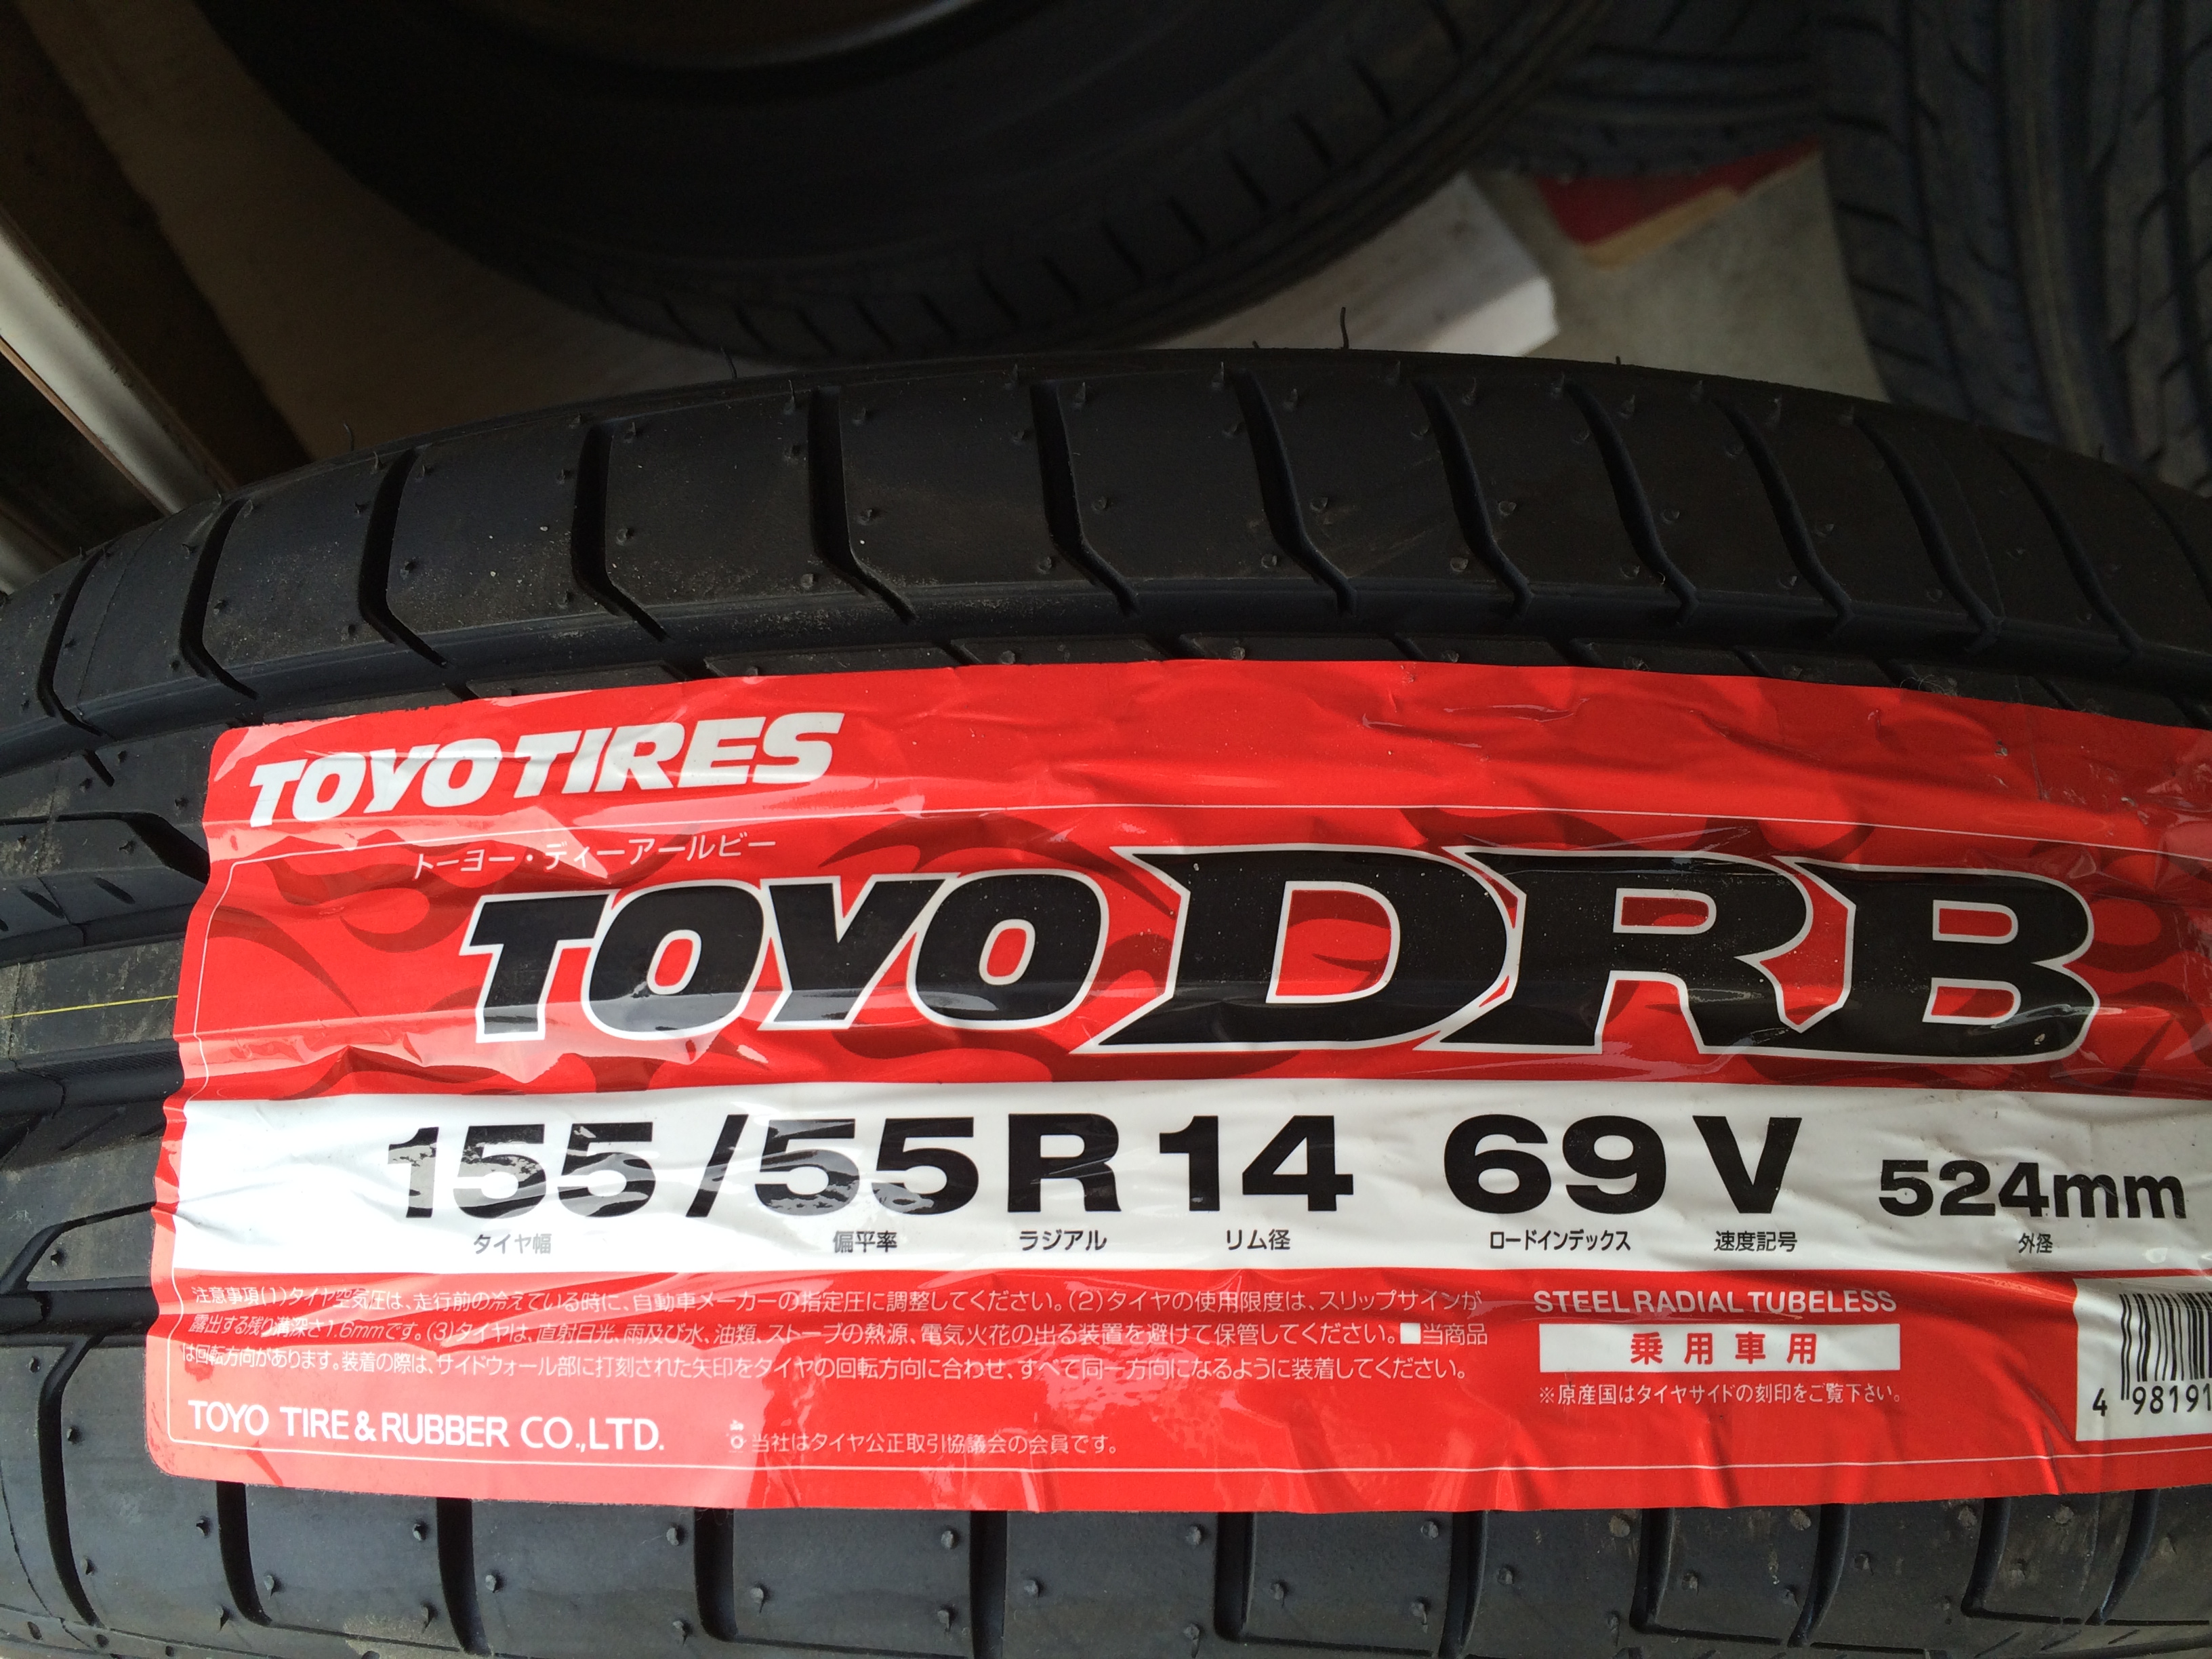 TOYO TIRES
トーヨー・ディーアールビー
TOYO DRB
155/55R14 69V 524mm
タイヤ幅 偏平率 ラジアル リム径 ロードインデックス 速度記号 外径
注意事項(1)タイヤ空気圧は、走行前の冷えている時に、自動車メーカーの指定圧に調整してください。(2)タイヤの使用限度は、スリップサインが
露出する残り溝深さ1.6mmです。(3)タイヤは、直射日光、雨及び水、油類、ストーブの熱源、電気火花の出る装置を避けて保管してください。■当商品
は回転方向があります。装着の際は、サイドウォール部に打刻された矢印をタイヤの回転方向に合わせ、すべて同一方向になるように装着してください。
TOYO TIRE & RUBBER CO.,LTD.
当社はタイヤ公正取引協議会の会員です。
STEEL RADIAL TUBELESS
乗用車用
※原産国はタイヤサイドの刻印をご覧下さい。
4 98191